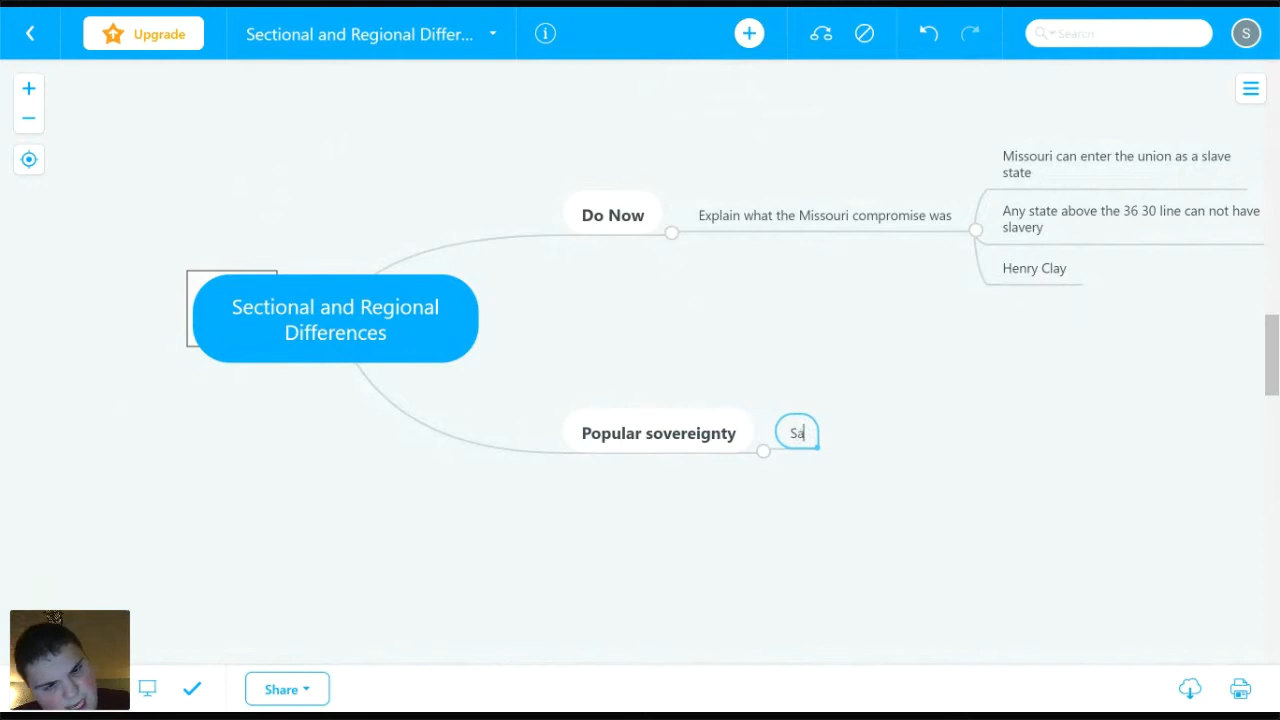 Upgrade
Sectional and Regional Differ...
Search
S
Missouri can enter the union as a slave
state
Do Now
Explain what the Missouri compromise was
Any state above the 36 30 line can not have
slavery
Henry Clay
Sectional and Regional
Differences
Popular sovereignty
Sa
Share